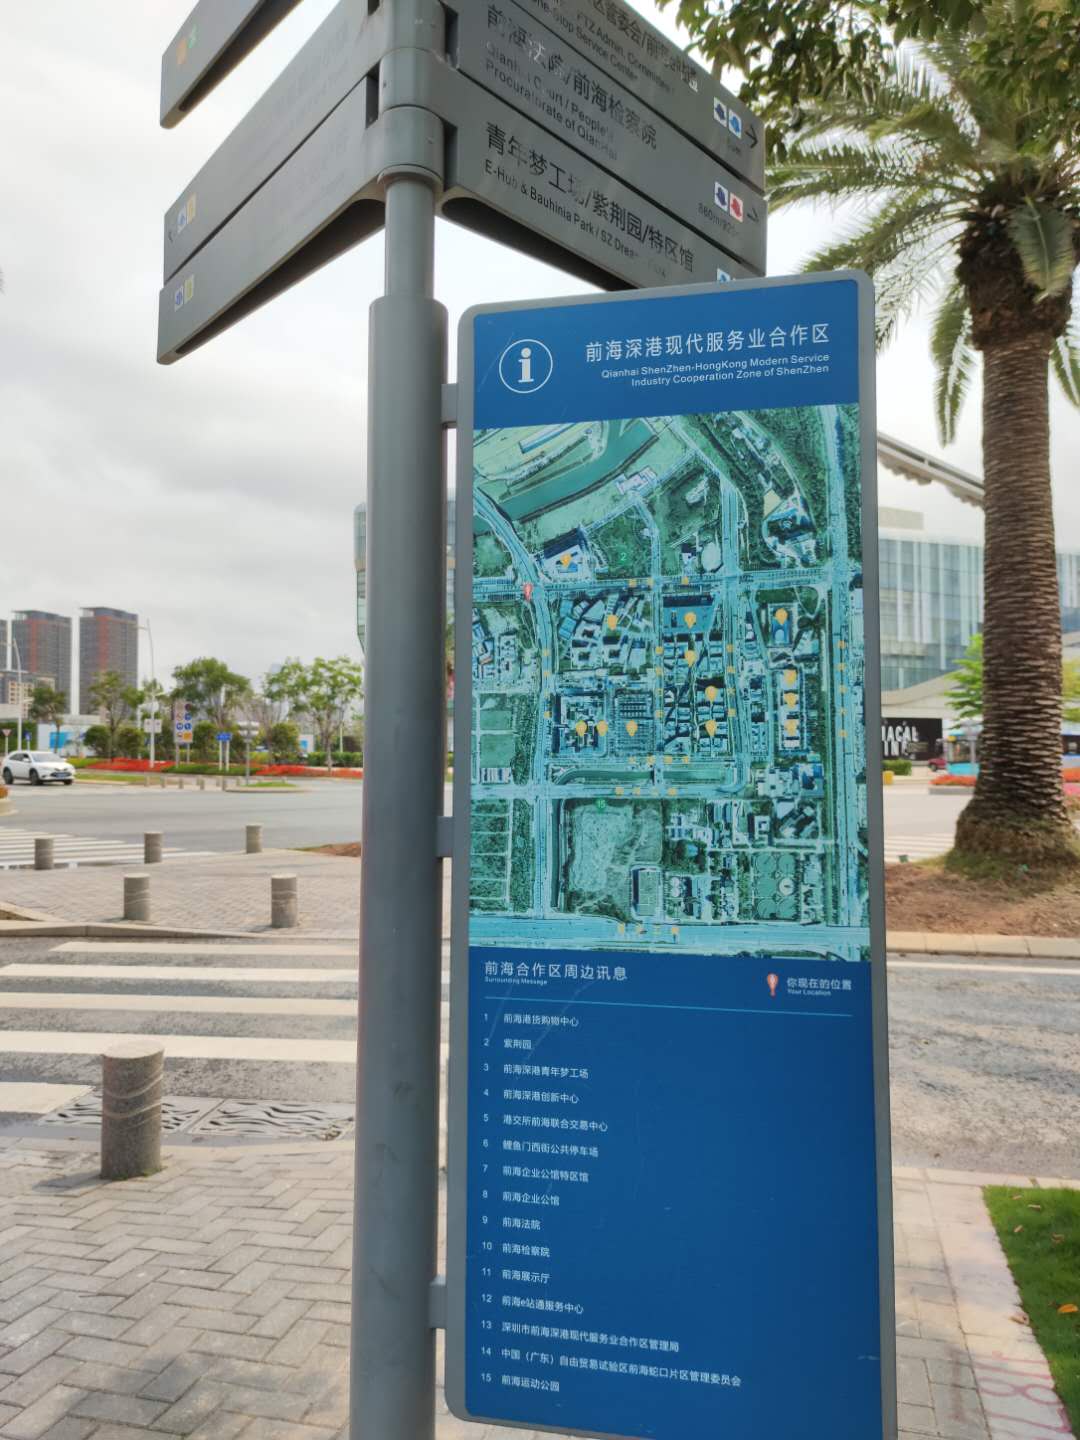 前海法院/前海检察院
Qianhai Court / People's
Procuratorate of QianHai
青年梦工场/紫荆园/特区馆
E-Hub & Bauhinia Park / SZ
前海深港现代服务业合作区
Qianhai ShenZhen-HongKong Modern Service
Industry Cooperation Zone of ShenZhen
前海合作区周边讯息
Surrounding Message
你现在的位置
Your Location
1 前海港货购物中心
2 紫荆园
3 前海深港青年梦工场
4 前海深港创新中心
5 港交所前海联合交易中心
6 鲤鱼门西街公共停车场
7 前海企业公馆特区馆
8 前海企业公馆
9 前海法院
10 前海检察院
11 前海展示厅
12 前海e站通服务中心
13 深圳市前海深港现代服务业合作区管理局
14 中国（广东）自由贸易试验区前海蛇口片区管理委员会
15 前海运动公园